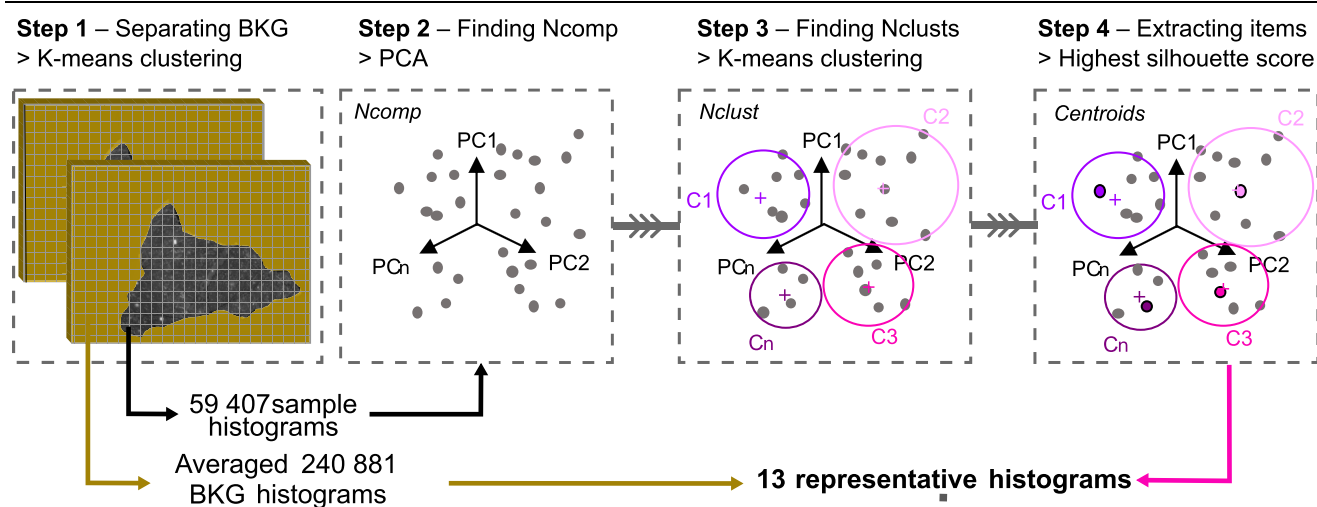 Step 1 – Separating BKG
> K-means clustering
Step 2 – Finding Ncomp
> PCA
Step 3 – Finding Nclusts
> K-means clustering
Step 4 – Extracting items
> Highest silhouette score
Ncomp
PC1
PCn
PC2
Nclust
C2
PC1
C1
PCn
PC2
Cn
C3
Centroids
C2
PC1
C1
PCn
PC2
Cn
C3
59 407 sample
histograms
Averaged 240 881
BKG histograms
13 representative histograms